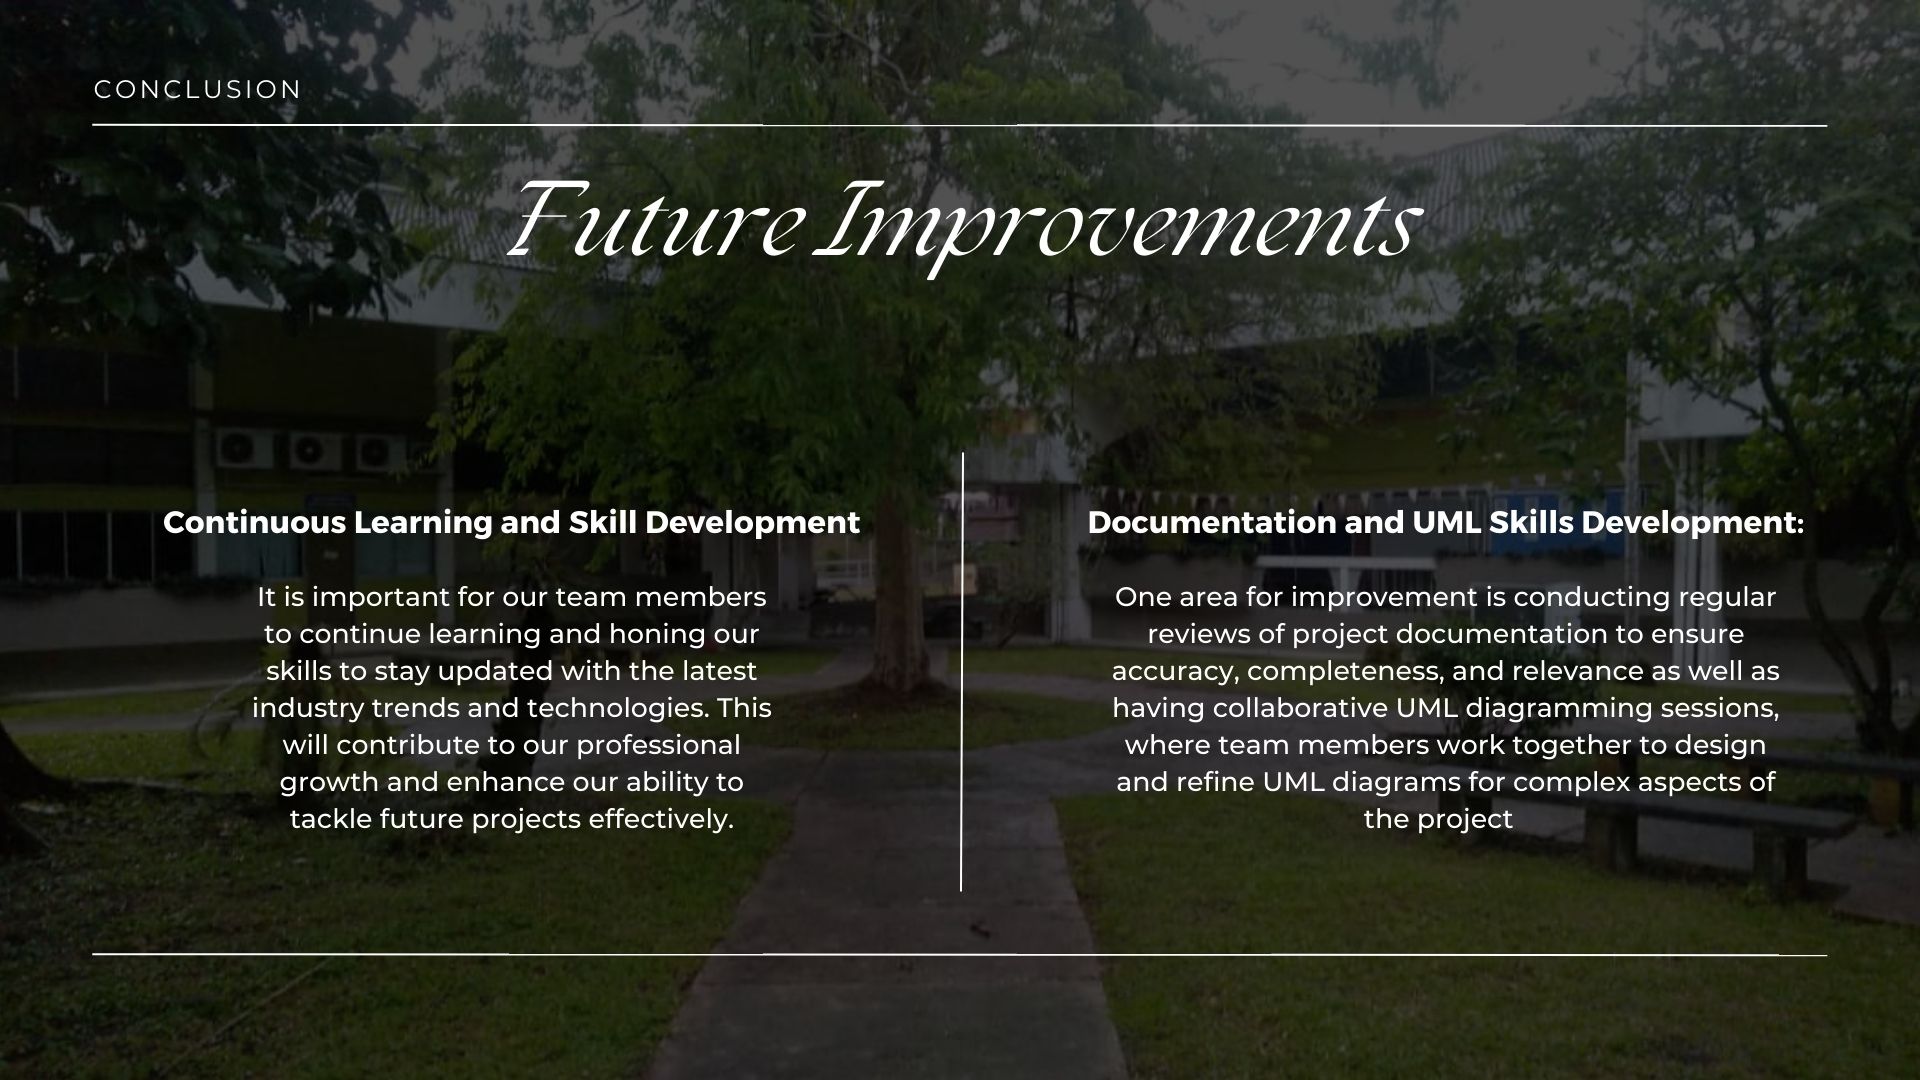 CONCLUSION
Future Improvements
Continuous Learning and Skill Development
It is important for our team members
to continue learning and honing our
skills to stay updated with the latest
industry trends and technologies. This
will contribute to our professional
growth and enhance our ability to
tackle future projects effectively.
Documentation and UML Skills Development:
One area for improvement is conducting regular
reviews of project documentation to ensure
accuracy, completeness, and relevance as well as
having collaborative UML diagramming sessions,
where team members work together to design
and refine UML diagrams for complex aspects of
the project